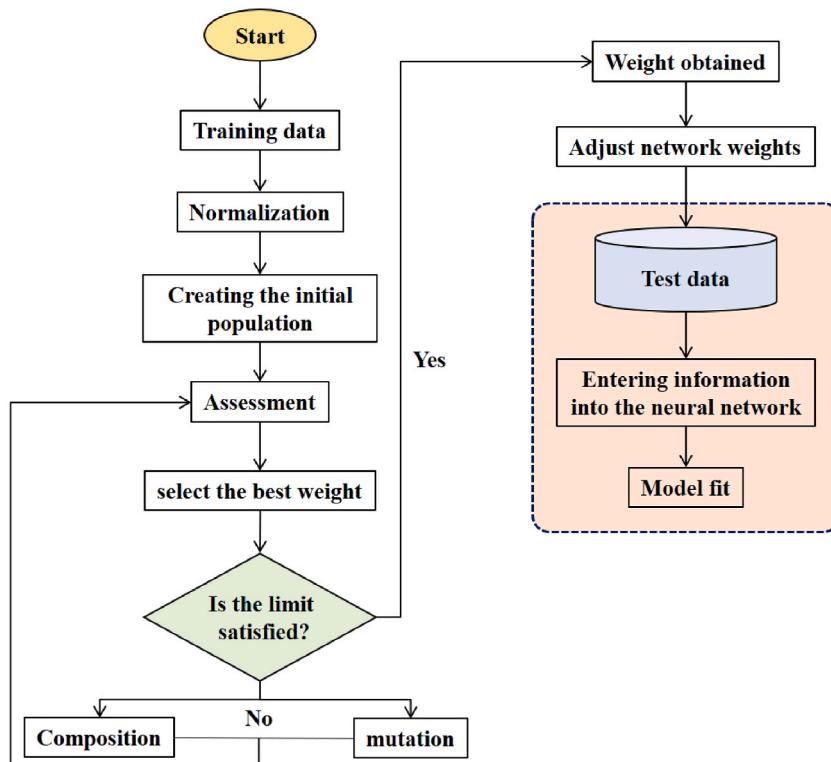 Start
Training data
Normalization
Creating the initial
population
Assessment
select the best weight
Is the limit
satisfied?
No
Composition
mutation
Yes
Weight obtained
Adjust network weights
Test data
Entering information
into the neural network
Model fit